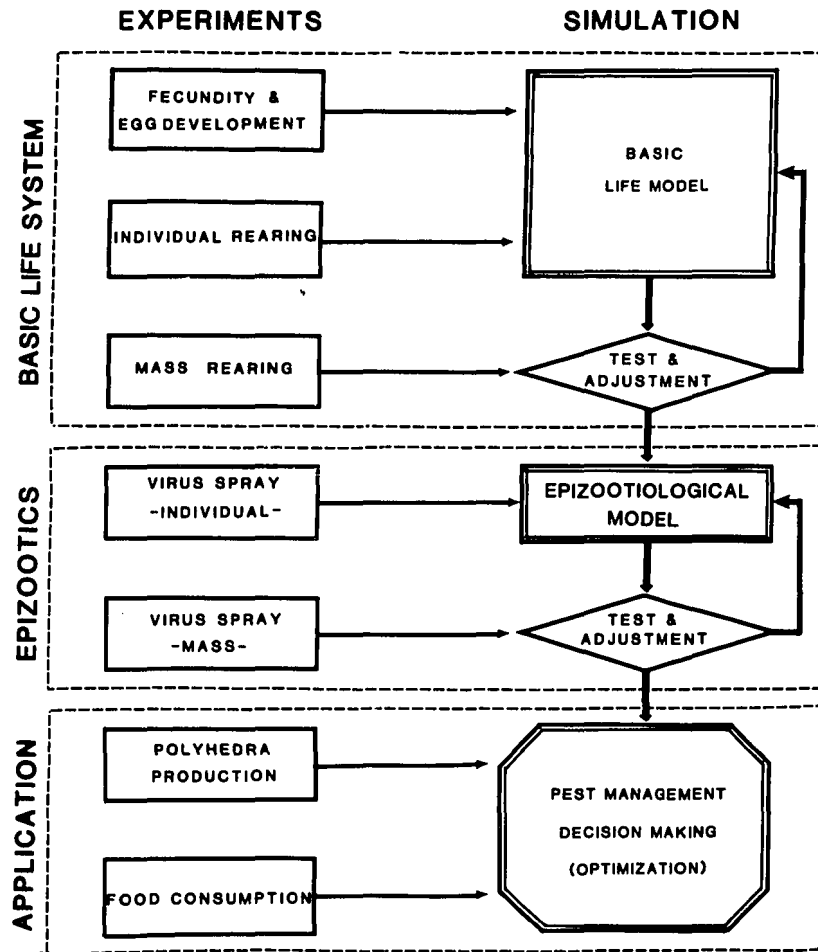 EXPERIMENTS
SIMULATION
BASIC LIFE SYSTEM
FECUNDITY &
EGG DEVELOPMENT
BASIC
LIFE MODEL
INDIVIDUAL REARING
MASS REARING
TEST &
ADJUSTMENT
EPIZOOTICS
VIRUS SPRAY
-INDIVIDUAL-
EPIZOOTIOLOGICAL
MODEL
VIRUS SPRAY
-MASS-
TEST &
ADJUSTMENT
APPLICATION
POLYHEDRA
PRODUCTION
PEST MANAGEMENT
DECISION MAKING
(OPTIMIZATION)
FOOD CONSUMPTION